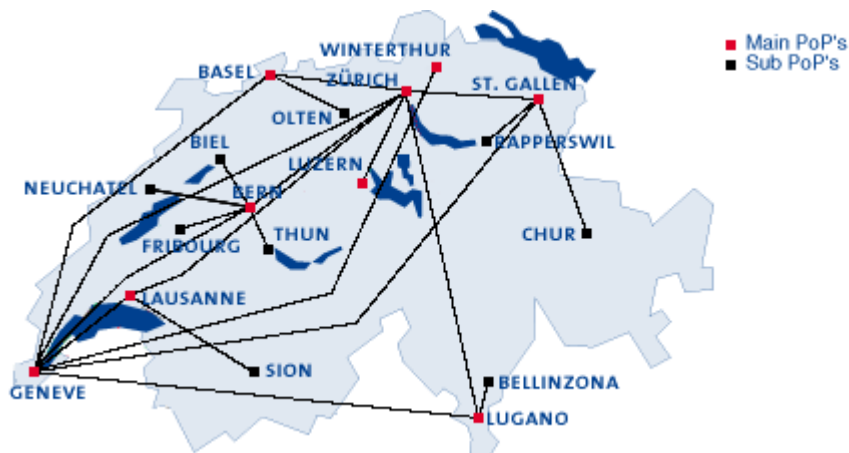 WINTERTHUR
Main PoP's
Sub PoP's
BASEL
ZÜRICH
ST. GALLEN
OLTEN
BIEL
RAPPERSWIL
LUZERN
NEUCHATEL
BERN
FRIBOURG
THUN
CHUR
LAUSANNE
SION
BELLINZONA
GENEVE
LUGANO